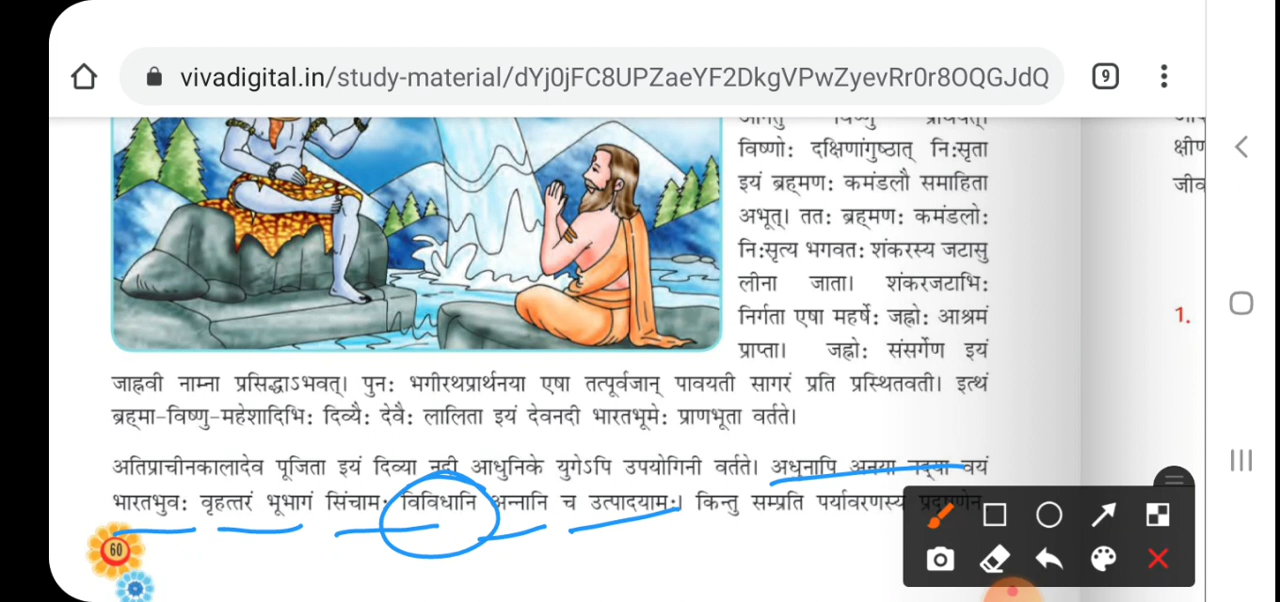 vivadigital.in/study-material/dYj0jFC8UPZaeYF2DkgVPwZyevRr0r8OQGJdQ
9
विष्णो: दक्षिणांगुष्ठात् नि:सृता
इयं ब्रह्मण: कमंडलौ समाहिता
अभूत्। तत: ब्रह्मण: कमंडलो:
नि:सृत्य भगवत: शंकरस्य जटासु
लीना जाता। शंकरजटाभि:
निर्गता एषा महर्षे: जह्नो: आश्रमं
प्राप्ता। जह्नो: संसर्गेण इयं
जाह्नवी नाम्ना प्रसिद्धाऽभवत्। पुन: भगीरथप्रार्थनया एषा तत्पूर्वजान् पावयती सागरं प्रति प्रस्थितवती। इत्थं
ब्रह्मा-विष्णु-महेशादिभि: दिव्यै: देवै: लालिता इयं देवनदी भारतभूमे: प्राणभूता वर्तते।
अतिप्राचीनकालादेव पूजिता इयं दिव्या नदी आधुनिके युगेऽपि उपयोगिनी वर्तते। अधुनापि अनया नद्या वयं
भारतभुव: वृहत्तरं भूभागं सिंचाम: विविधानि अन्नानि च उत्पादयाम:। किन्तु सम्प्रति पर्यावरणस्य
60
1.